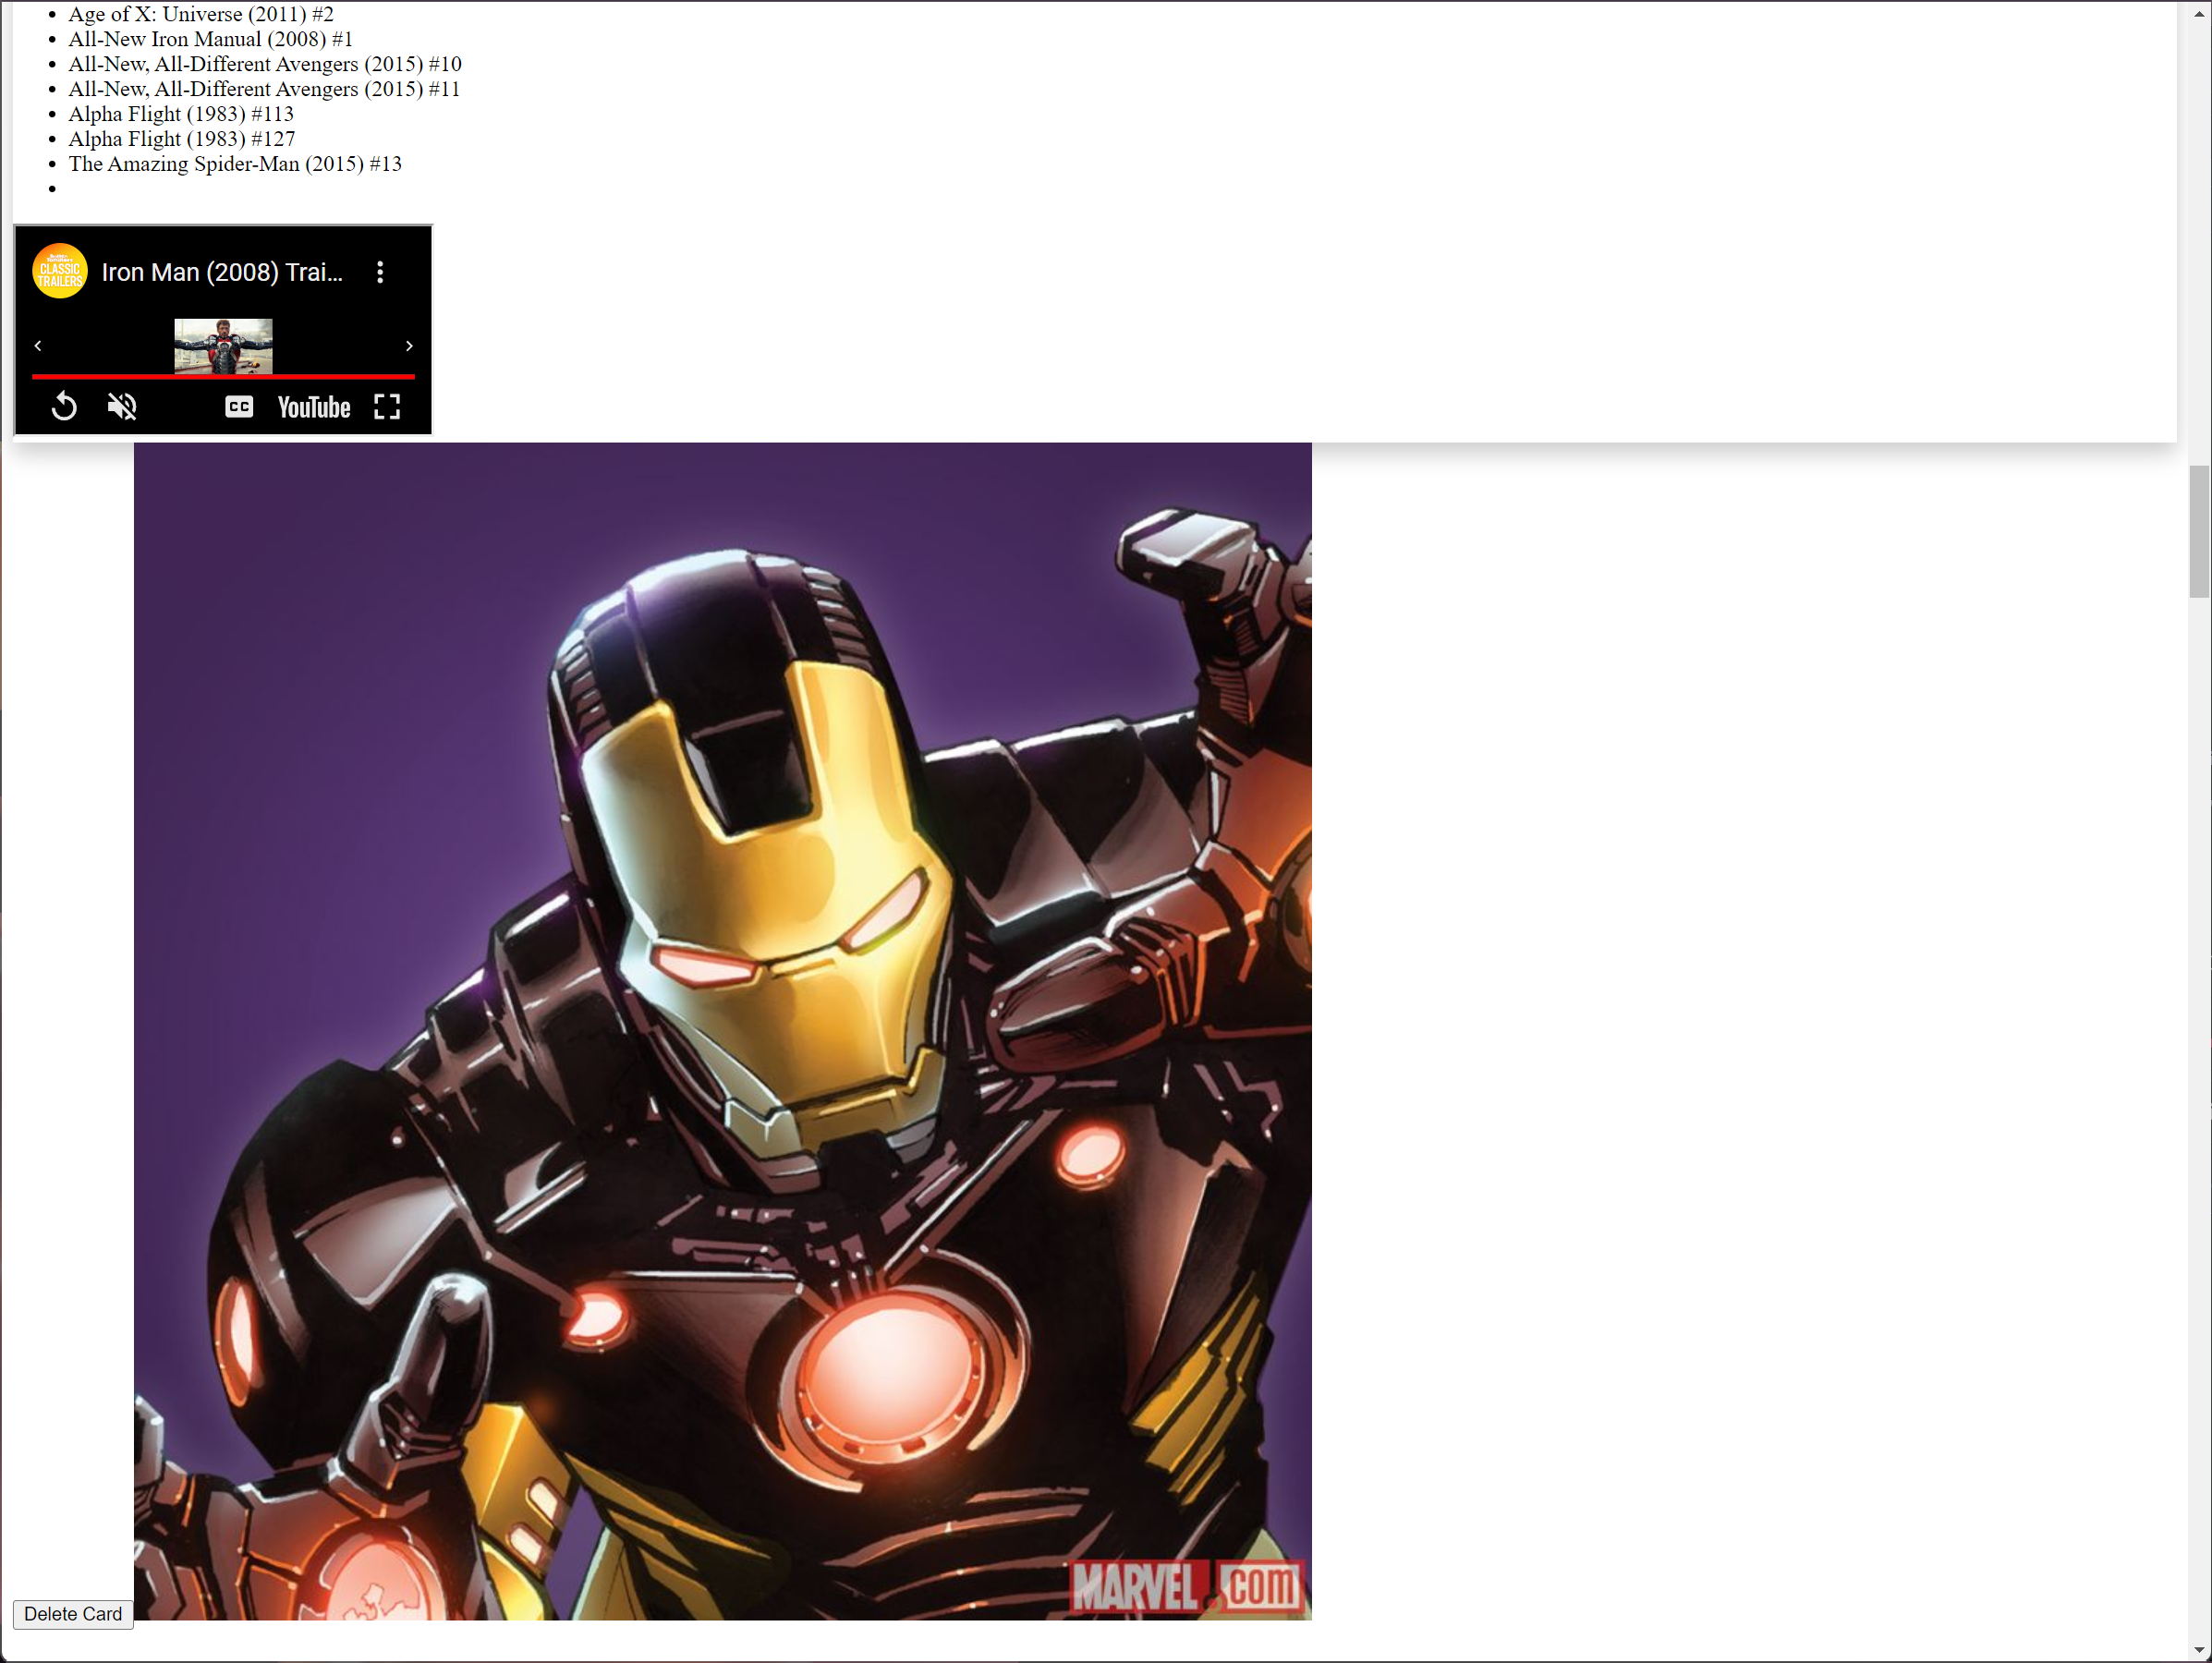 Age of X: Universe (2011) #2
All-New Iron Manual (2008) #1
All-New, All-Different Avengers (2015) #10
All-New, All-Different Avengers (2015) #11
Alpha Flight (1983) #113
Alpha Flight (1983) #127
The Amazing Spider-Man (2015) #13
CLASSIC
TRAILERS
Iron Man (2008) Trai...
CC YouTube
MARVEL.com
Delete Card